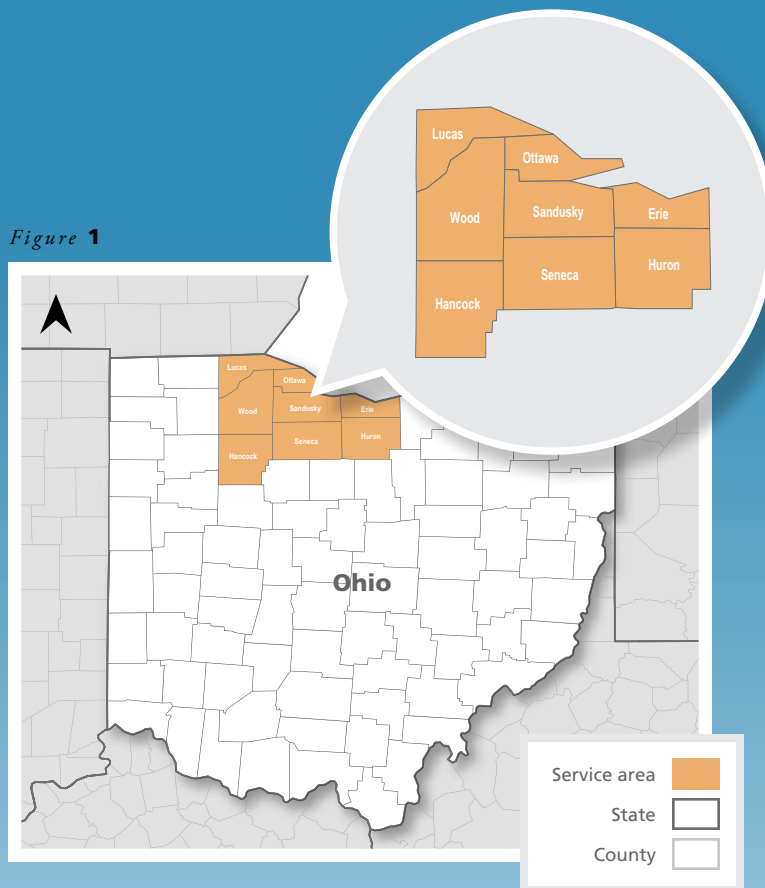 Lucas
Ottawa
Wood
Sandusky
Erie
Seneca
Huron
Hancock
Figure 1
Lucas
Ottawa
Wood
Sandusky
Erie
Seneca
Huron
Hancock
Ohio
Service area
State
County